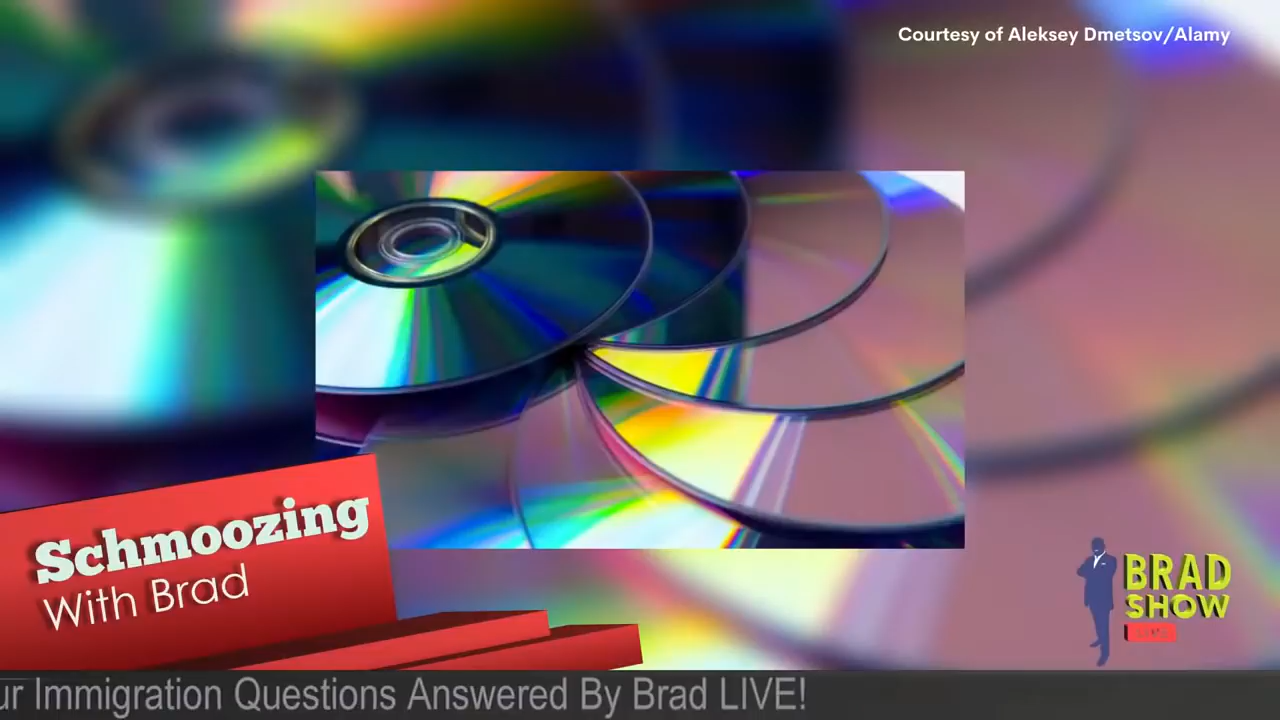 Courtesy of Aleksey Dmetsov/Alamy
Schmoozing
With Brad
BRAD
SHOW
ur Immigration Questions Answered By Brad LIVE!